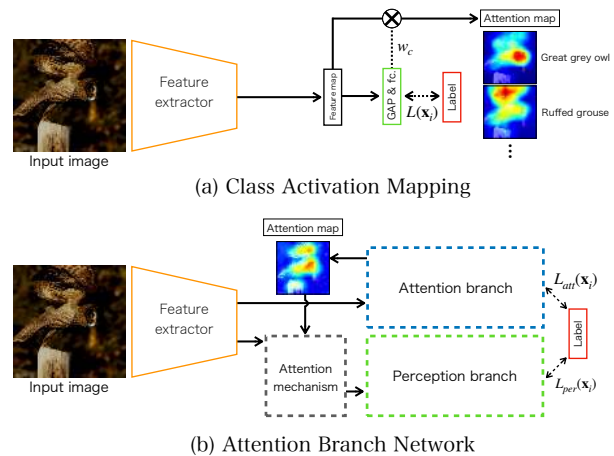 Attention map
Feature
extractor
Feature map
w_c
GAP & fc.
L(x_i)
Label
Great grey owl
Ruffed grouse
Input image
(a) Class Activation Mapping
Attention map
Feature
extractor
Attention branch
L_att(x_i)
Label
Attention
mechanism
Perception branch
L_per(x_i)
Input image
(b) Attention Branch Network